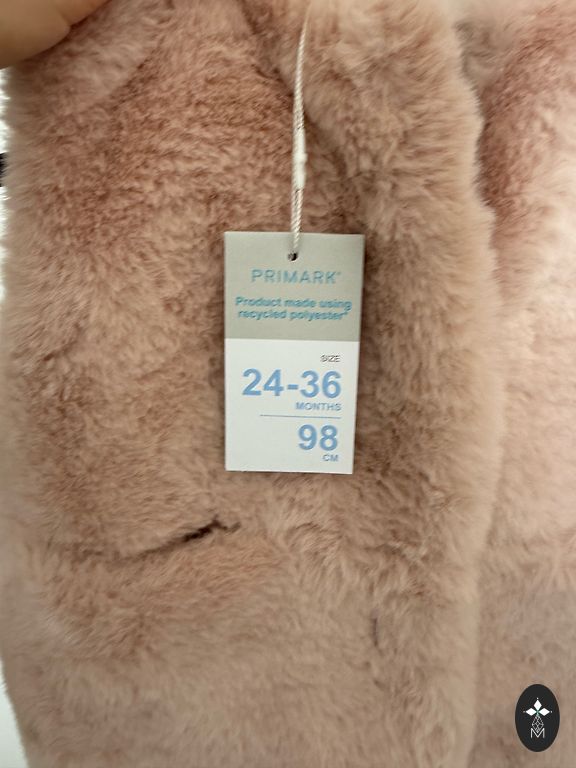 PRIMARK®
Product made using
recycled polyester*
SIZE
24-36
MONTHS
98
CM
M